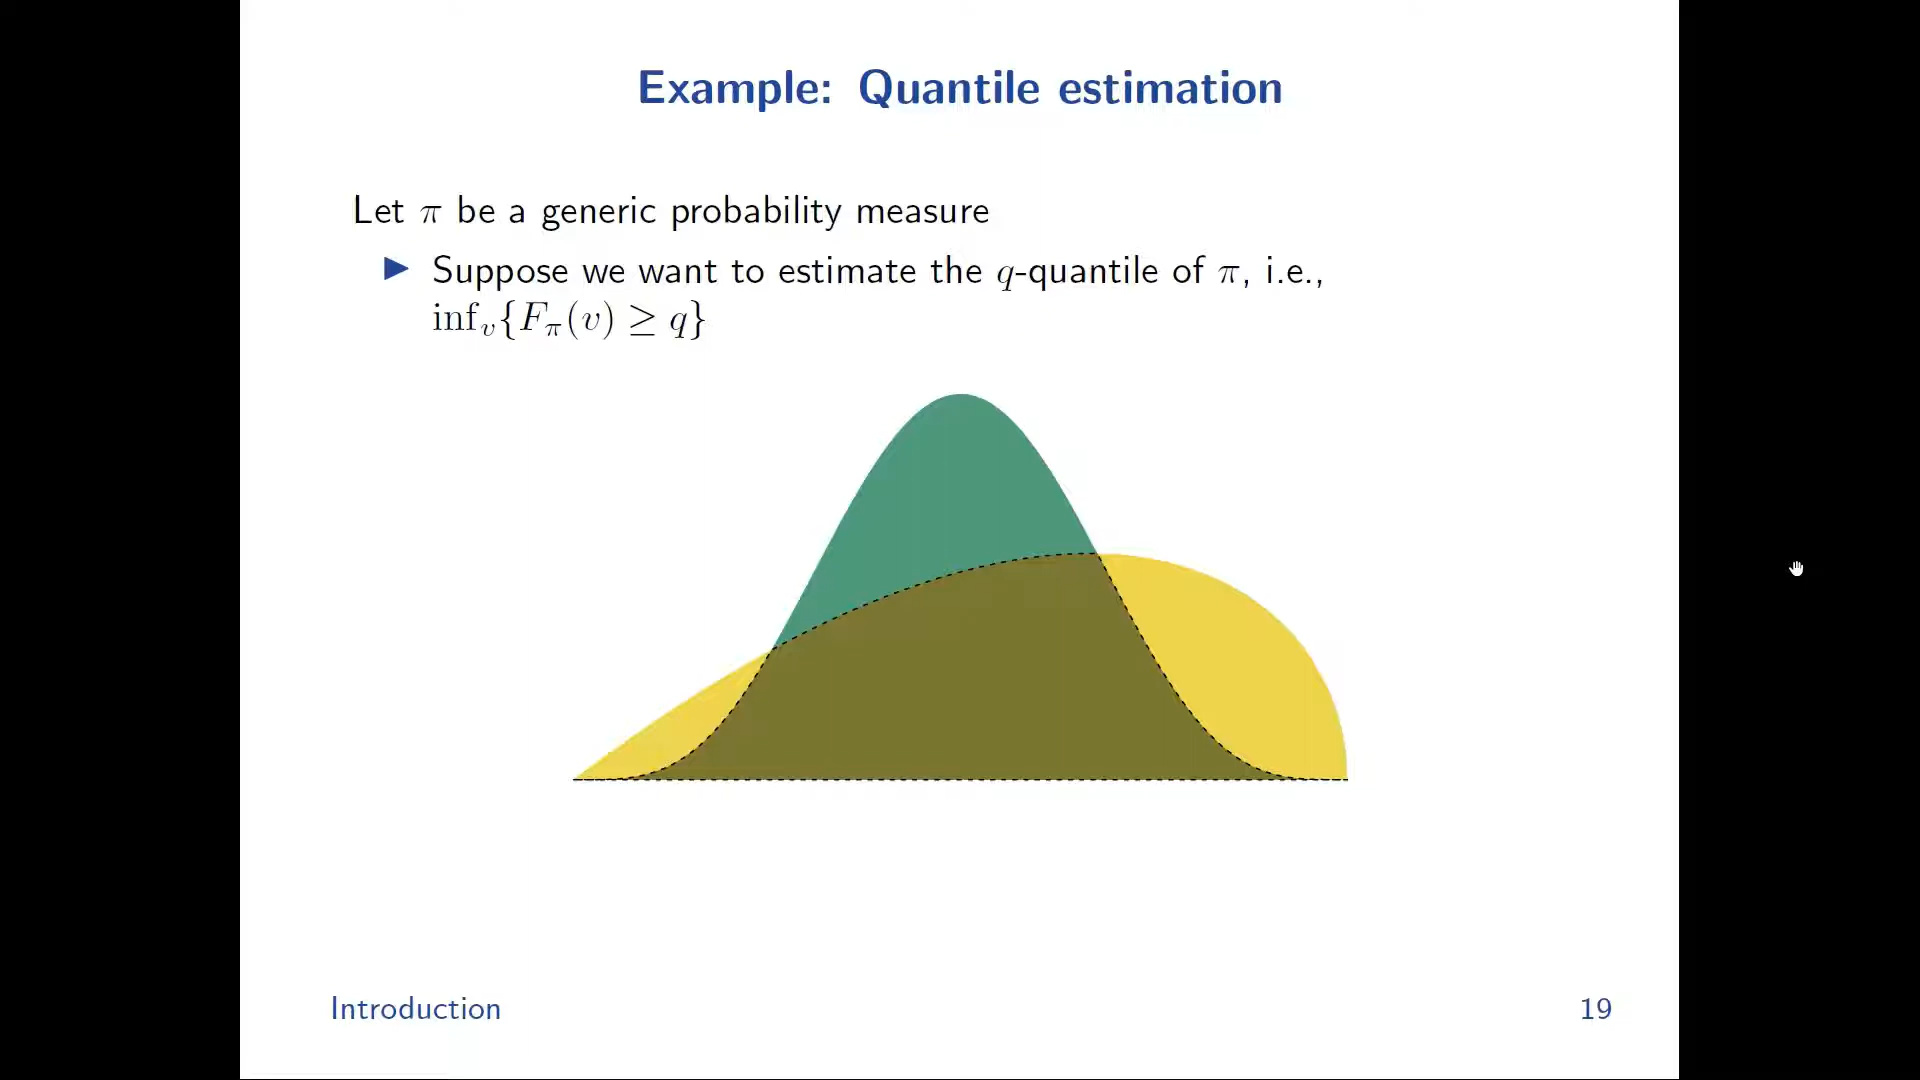 Example: Quantile estimation
Let π be a generic probability measure
▶ Suppose we want to estimate the q-quantile of π, i.e.,
inf_v{F_π(v) ≥ q}
Introduction
19